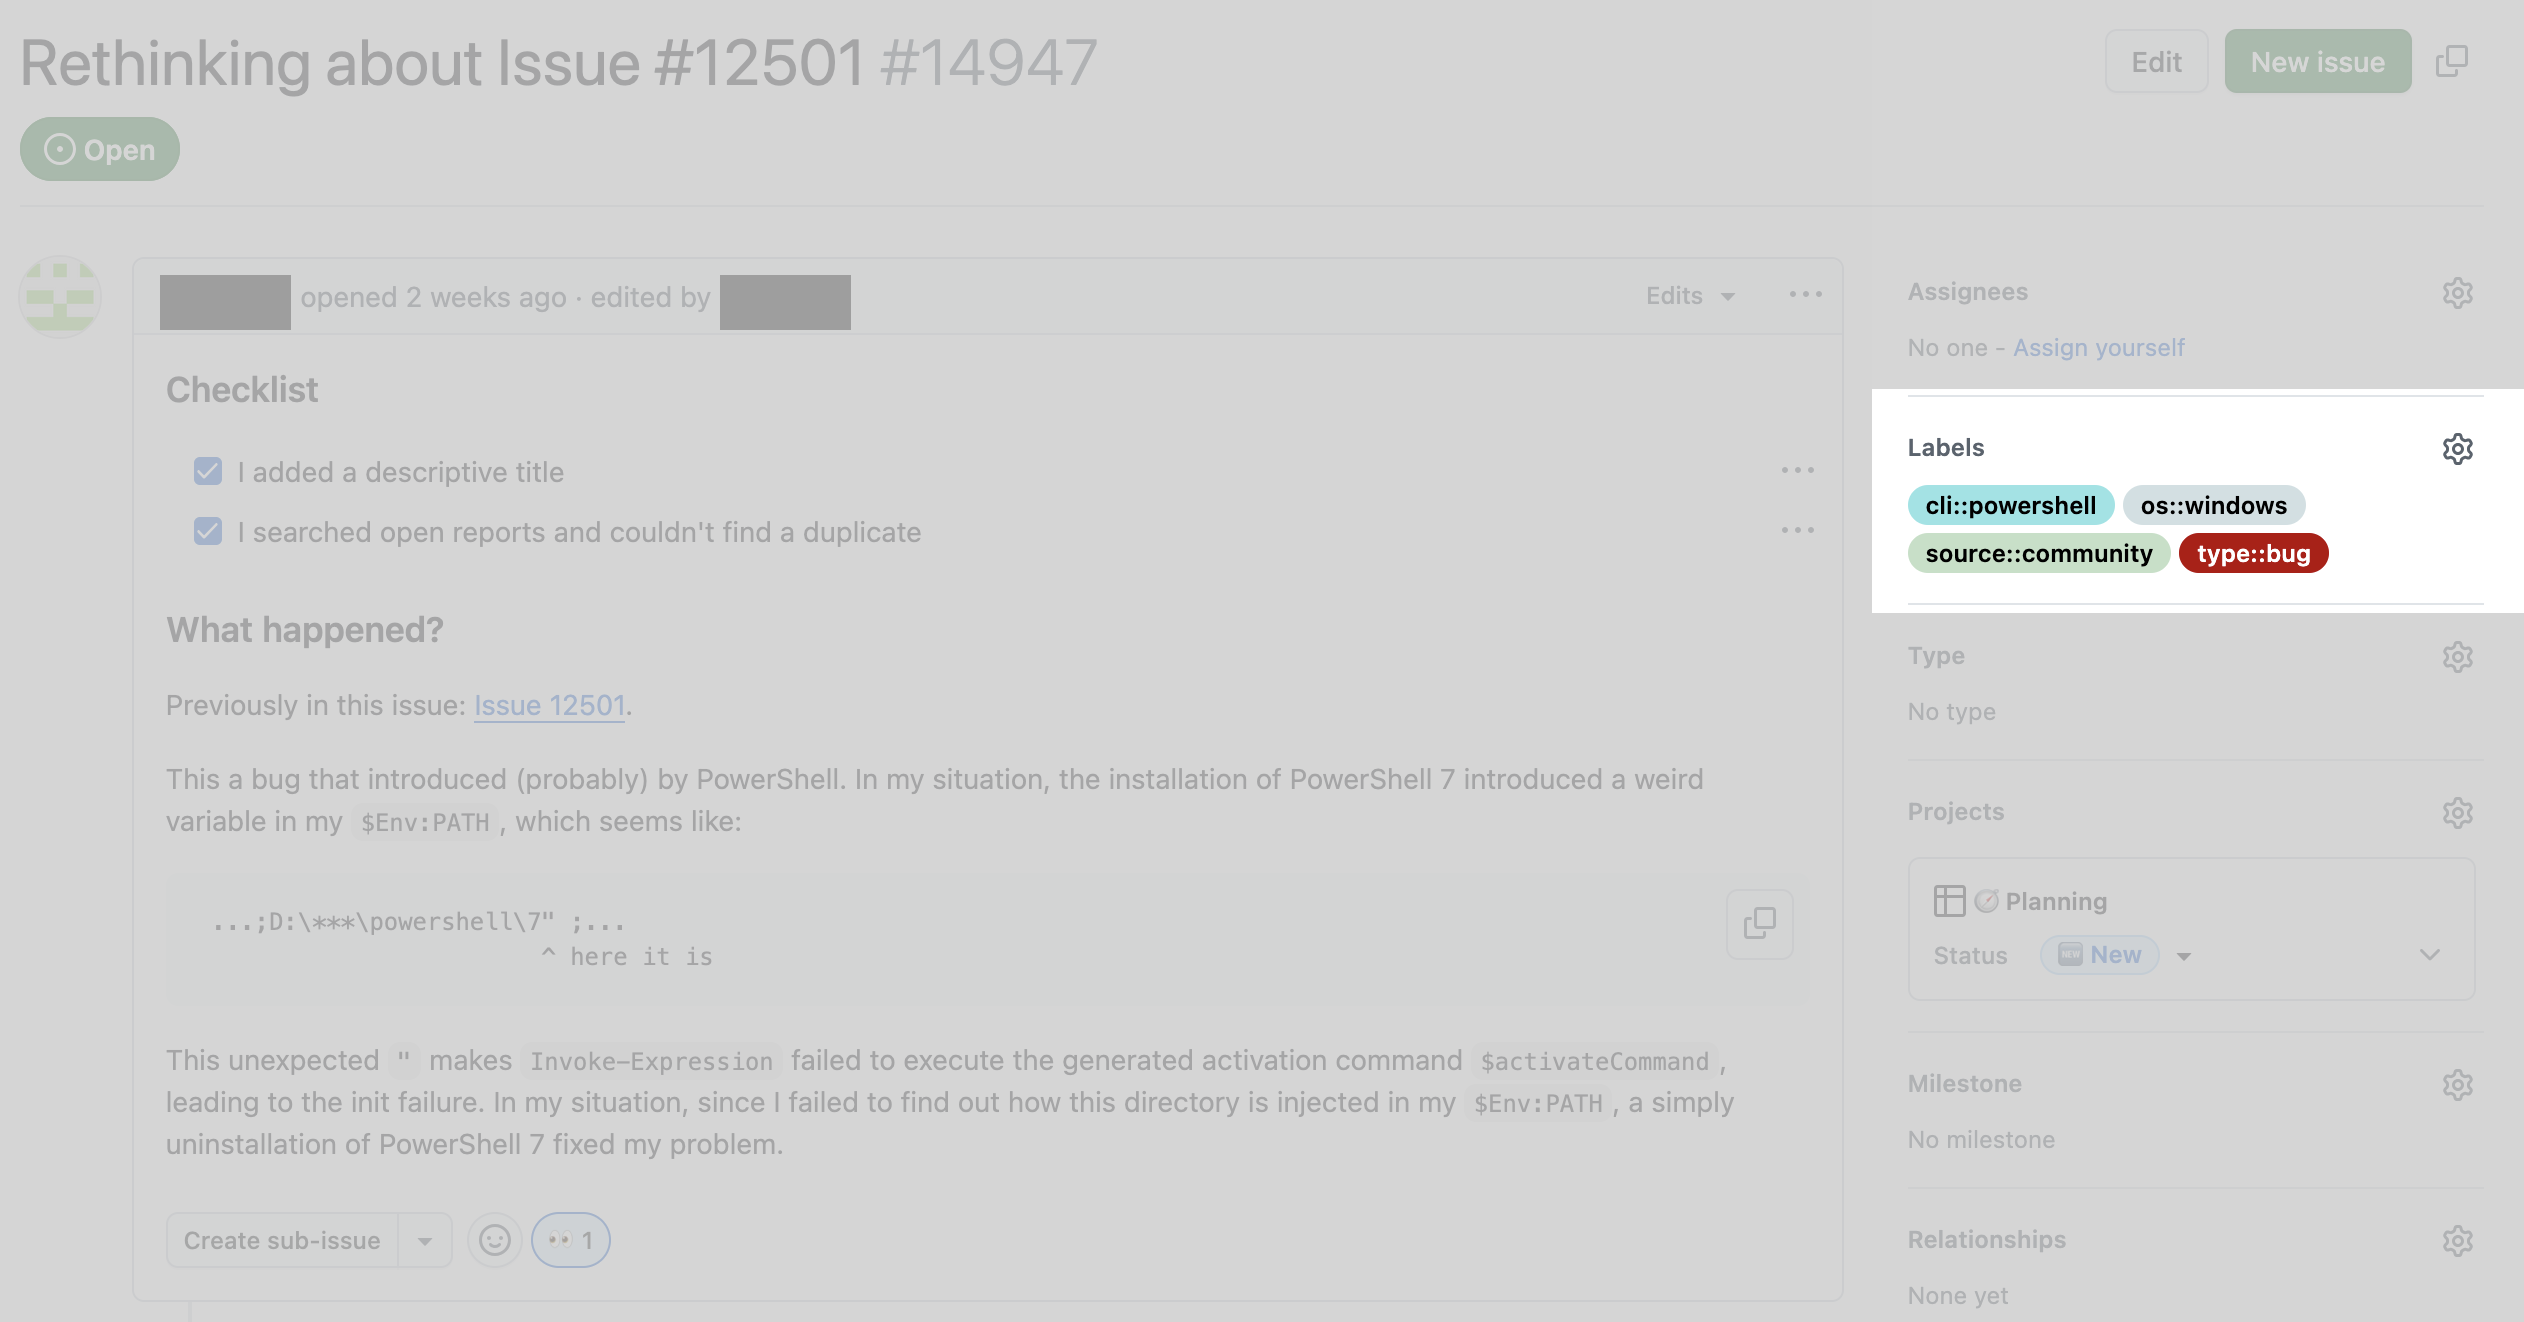 Rethinking about Issue #12501 #14947
Edit
New issue
Open
opened 2 weeks ago · edited by
Edits
Checklist
I added a descriptive title
I searched open reports and couldn't find a duplicate
What happened?
Previously in this issue: Issue 12501.
This a bug that introduced (probably) by PowerShell. In my situation, the installation of PowerShell 7 introduced a weird
variable in my $Env:PATH, which seems like:
...;D:\***\powershell\7" ;...
^ here it is
This unexpected " makes Invoke-Expression failed to execute the generated activation command $activateCommand,
leading to the init failure. In my situation, since I failed to find out how this directory is injected in my $Env:PATH, a simply
uninstallation of PowerShell 7 fixed my problem.
Create sub-issue
👀 1
Assignees
No one - Assign yourself
Labels
cli::powershell os::windows
source::community type::bug
Type
No type
Projects
Planning
Status 🆕 New
Milestone
No milestone
Relationships
None yet